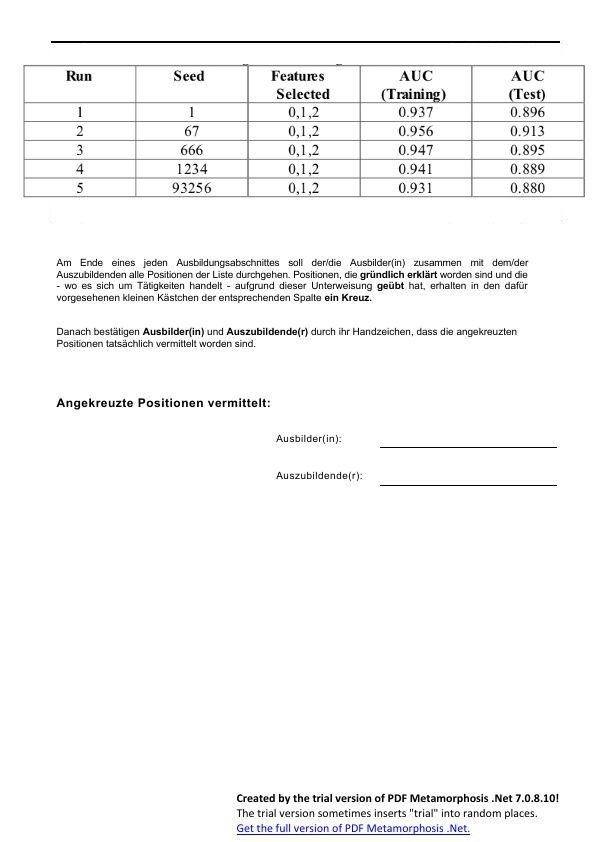 Run Seed Features Selected AUC (Training) AUC (Test)
1 1 0,1,2 0.937 0.896
2 67 0,1,2 0.956 0.913
3 666 0,1,2 0.947 0.895
4 1234 0,1,2 0.941 0.889
5 93256 0,1,2 0.931 0.880
Am Ende eines jeden Ausbildungsabschnittes soll der/die Ausbilder(in) zusammen mit dem/der
Auszubildenden alle Positionen der Liste durchgehen. Positionen, die gründlich erklärt worden sind und die
- wo es sich um Tätigkeiten handelt - aufgrund dieser Unterweisung geübt hat, erhalten in den dafür
vorgesehenen kleinen Kästchen der entsprechenden Spalte ein Kreuz.
Danach bestätigen Ausbilder(in) und Auszubildende(r) durch ihr Handzeichen, dass die angekreuzten
Positionen tatsächlich vermittelt worden sind.
Angekreuzte Positionen vermittelt:
Ausbilder(in):
Auszubildende(r):
Created by the trial version of PDF Metamorphosis .Net 7.0.8.10!
The trial version sometimes inserts "trial" into random places.
Get the full version of PDF Metamorphosis .Net.